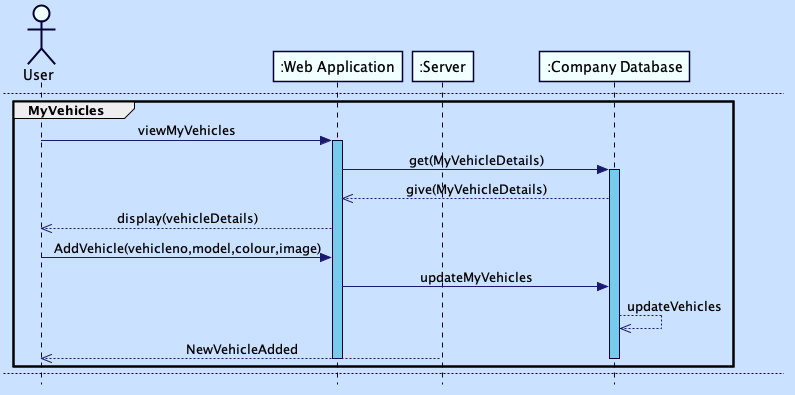 User
:Web Application
:Server
:Company Database
MyVehicles
viewMyVehicles
get(MyVehicleDetails)
give(MyVehicleDetails)
display(vehicleDetails)
AddVehicle(vehicleno,model,colour,image)
updateMyVehicles
updateVehicles
NewVehicleAdded